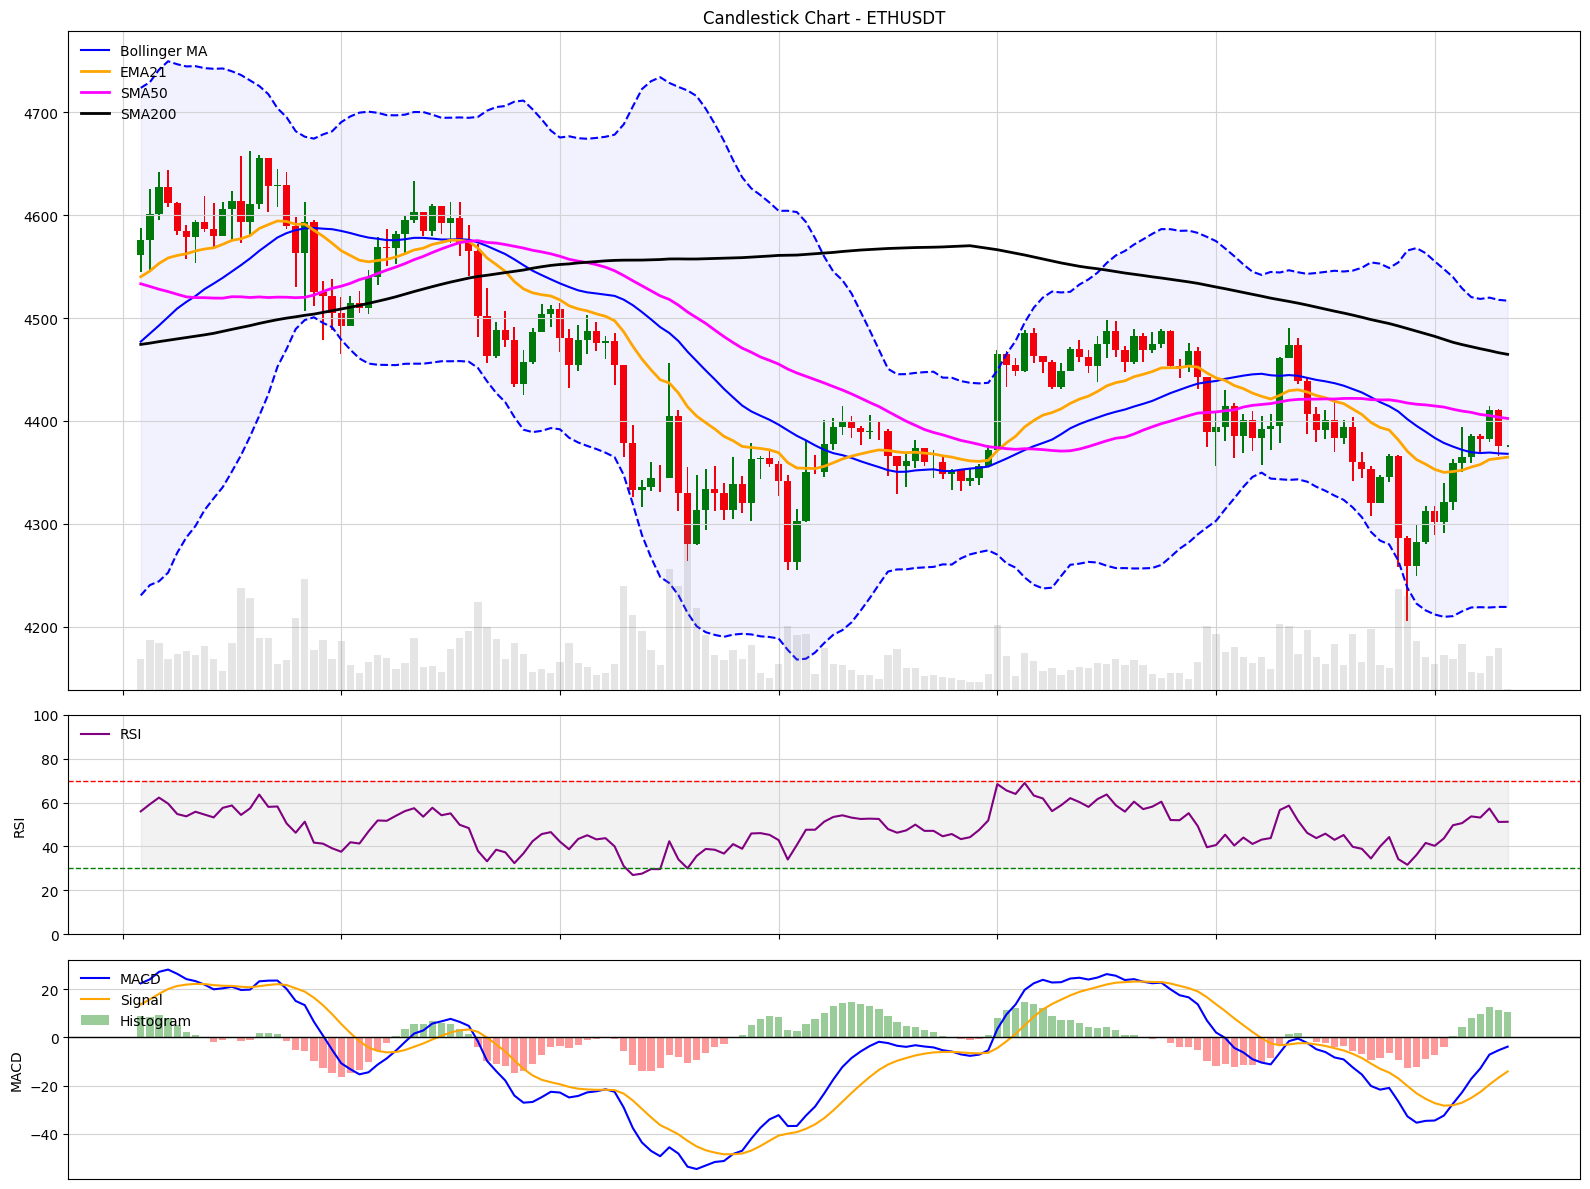 Candlestick Chart - ETHUSDT
Bollinger MA
EMA21
SMA50
SMA200
4700
4600
4500
4400
4300
4200
RSI
100
80
60
40
20
0
RSI
MACD
Signal
Histogram
20
0
−20
−40
MACD